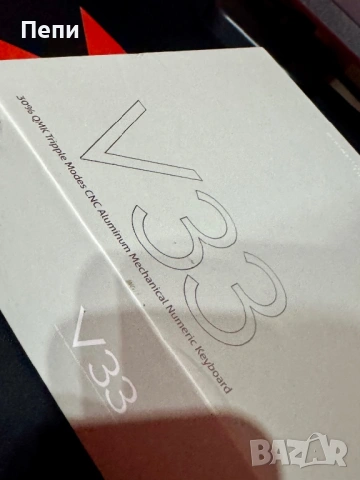 Пепи
V33
30% QMK Tripple Modes CNC Aluminum Mechanical Numeric Keyboard
V33
BAZAR